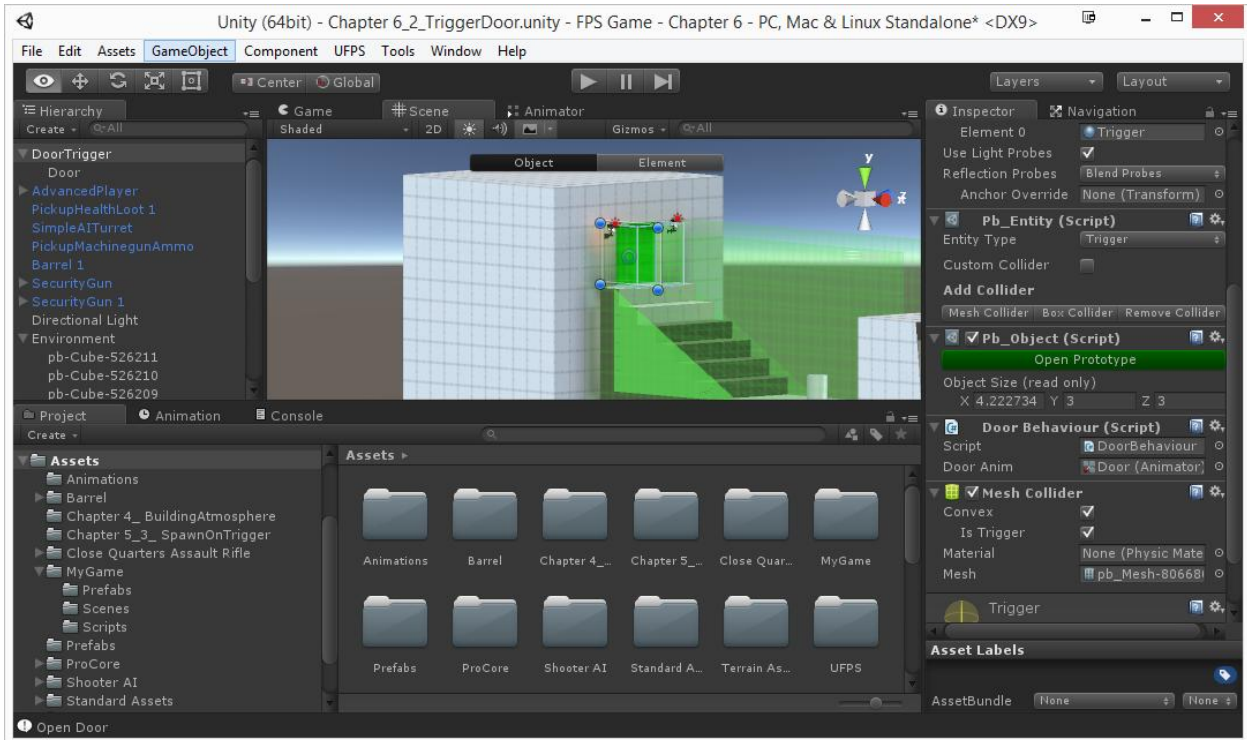 Unity (64bit) - Chapter 6_2_TriggerDoor.unity - FPS Game - Chapter 6 - PC, Mac & Linux Standalone* <DX9>
File Edit Assets GameObject Component UFPS Tools Window Help
Center Global Layers Layout
Hierarchy
Create All
DoorTrigger
Door
AdvancedPlayer
PickupHealthLoot 1
SimpleAITurret
PickupMachinegunAmmo
Barrel 1
SecurityGun
SecurityGun 1
Directional Light
Environment
pb-Cube-526211
pb-Cube-526210
pb-Cube-526209
Game Scene Animator
Shaded 2D Gizmos All
Object Element
y
z
Inspector Navigation
Element 0 Trigger
Use Light Probes
Reflection Probes Blend Probes
Anchor Override None (Transform)
Pb_Entity (Script)
Entity Type Trigger
Custom Collider
Add Collider
Mesh Collider Box Collider Remove Collider
Pb_Object (Script)
Open Prototype
Object Size (read only)
X 4.222734 Y 3 Z 3
Door Behaviour (Script)
Script DoorBehaviour
Door Anim Door (Animator)
Mesh Collider
Convex
Is Trigger
Material None (Physic Mate
Mesh pb_Mesh-80668
Trigger
Asset Labels
AssetBundle None None
Project Animation Console
Create
Assets
Animations
Barrel
Chapter 4_ BuildingAtmosphere
Chapter 5_3_ SpawnOnTrigger
Close Quarters Assault Rifle
MyGame
Prefabs
Scenes
Scripts
Prefabs
ProCore
Shooter AI
Standard Assets
Assets
Animations Barrel Chapter 4_... Chapter 5_... Close Quar... MyGame
Prefabs ProCore Shooter AI Standard A... Terrain As... UFPS
Open Door